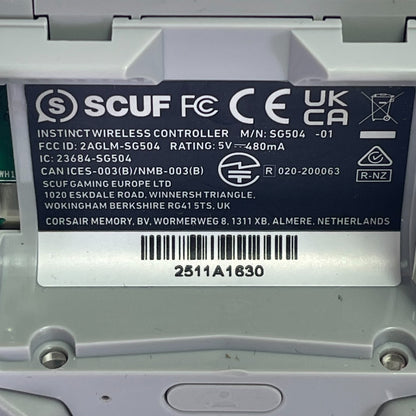 S SCUF FC CE UK CA
INSTINCT WIRELESS CONTROLLER M/N: SG504 -01
FCC ID: 2AGLM-SG504 RATING: 5V⎓480mA
IC: 23684-SG504
CAN ICES-003(B)/NMB-003(B) R 020-200063
R-NZ
SCUF GAMING EUROPE LTD
1020 ESKDALE ROAD, WINNERSH TRIANGLE,
WOKINGHAM BERKSHIRE RG41 5TS, UK
CORSAIR MEMORY, BV, WORMERWEG 8, 1311 XB, ALMERE, NETHERLANDS
2511A1630
WH1